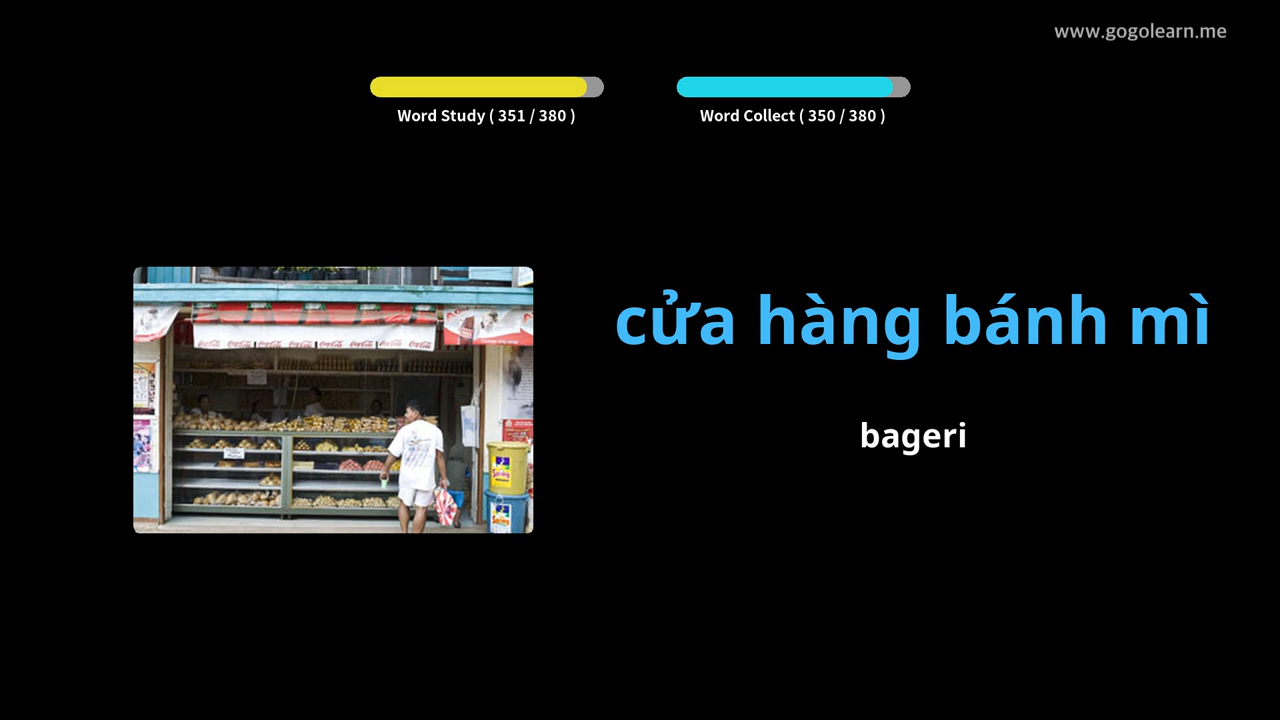 www.gogolearn.me
Word Study ( 351 / 380 )
Word Collect ( 350 / 380 )
cửa hàng bánh mì
bageri